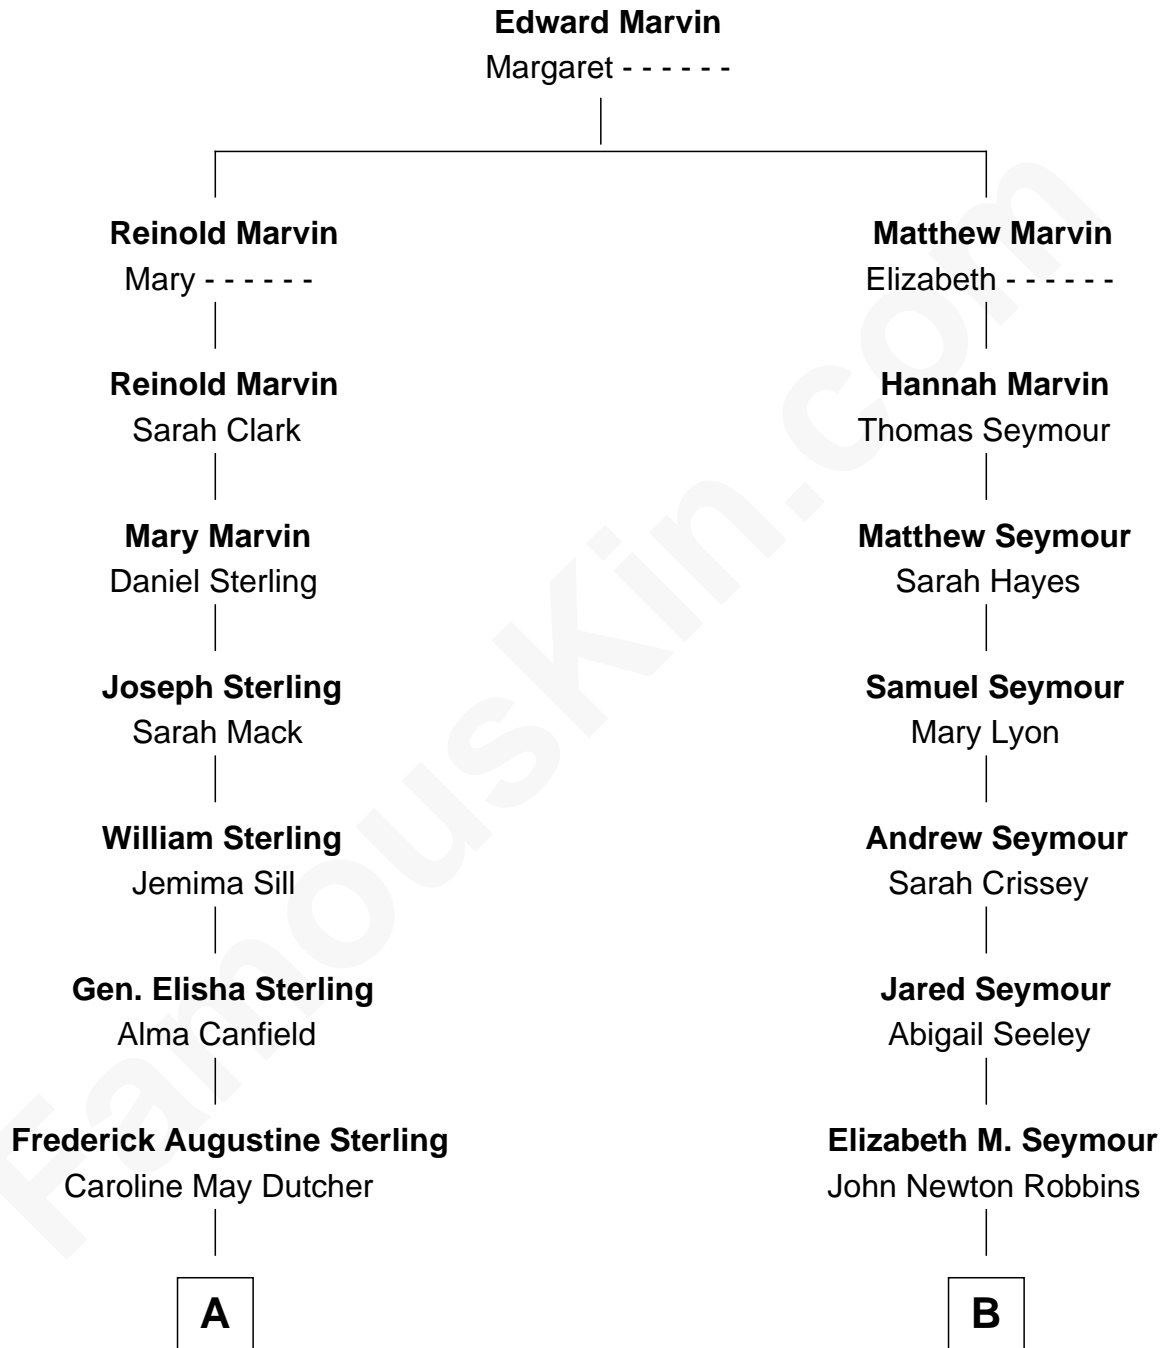 Edward Marvin
Margaret - - - - - -
Reinold Marvin
Mary - - - - - -
Matthew Marvin
Elizabeth - - - - - -
Reinold Marvin
Sarah Clark
Hannah Marvin
Thomas Seymour
Mary Marvin
Daniel Sterling
Matthew Seymour
Sarah Hayes
Joseph Sterling
Sarah Mack
Samuel Seymour
Mary Lyon
William Sterling
Jemima Sill
Andrew Seymour
Sarah Crissey
Gen. Elisha Sterling
Alma Canfield
Jared Seymour
Abigail Seeley
Frederick Augustine Sterling
Caroline May Dutcher
Elizabeth M. Seymour
John Newton Robbins
A
B
FamousKin.com